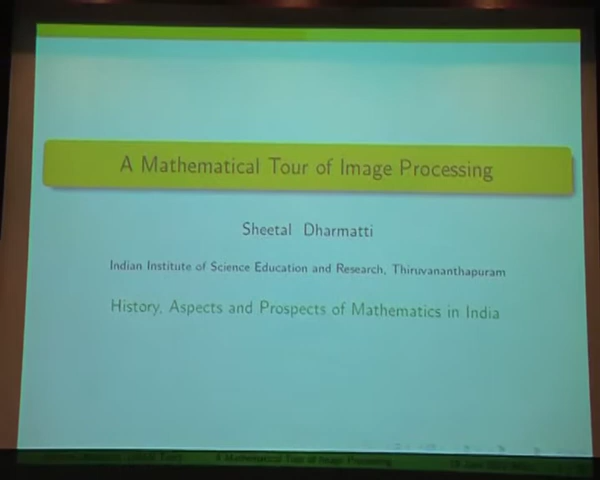 A Mathematical Tour of Image Processing
Sheetal Dharmatti
Indian Institute of Science Education and Research, Thiruvananthapuram
History, Aspects and Prospects of Mathematics in India
A Mathematical Tour of Image Processing